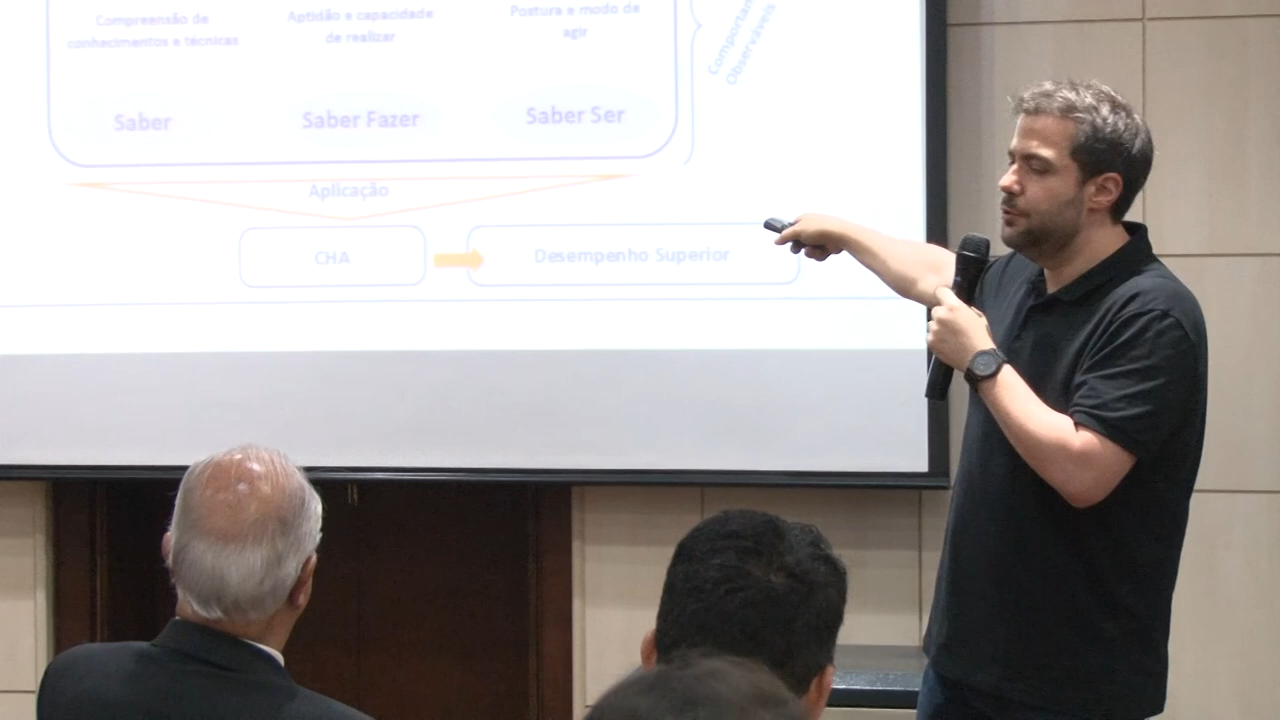 Compreensão de
conhecimentos e técnicas
Aptidão e capacidade
de realizar
Postura e modo de
agir
Observáveis
Saber
Saber Fazer
Saber Ser
Aplicação
CHA
Desempenho Superior